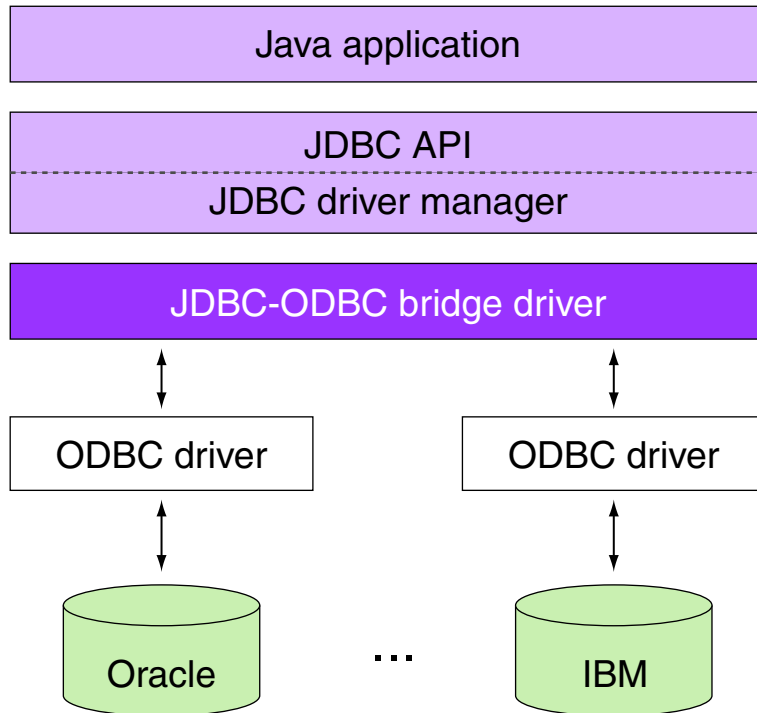 Java application
JDBC API
JDBC driver manager
JDBC-ODBC bridge driver
ODBC driver
ODBC driver
Oracle
...
IBM